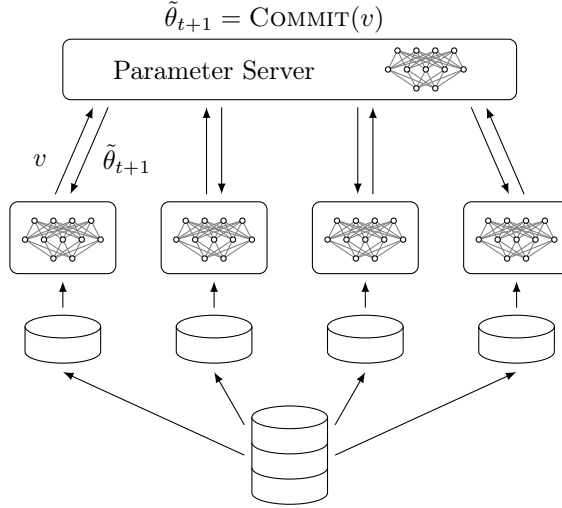 θ̃ₜ₊₁ = COMMIT(v)
Parameter Server
v
θ̃ₜ₊₁